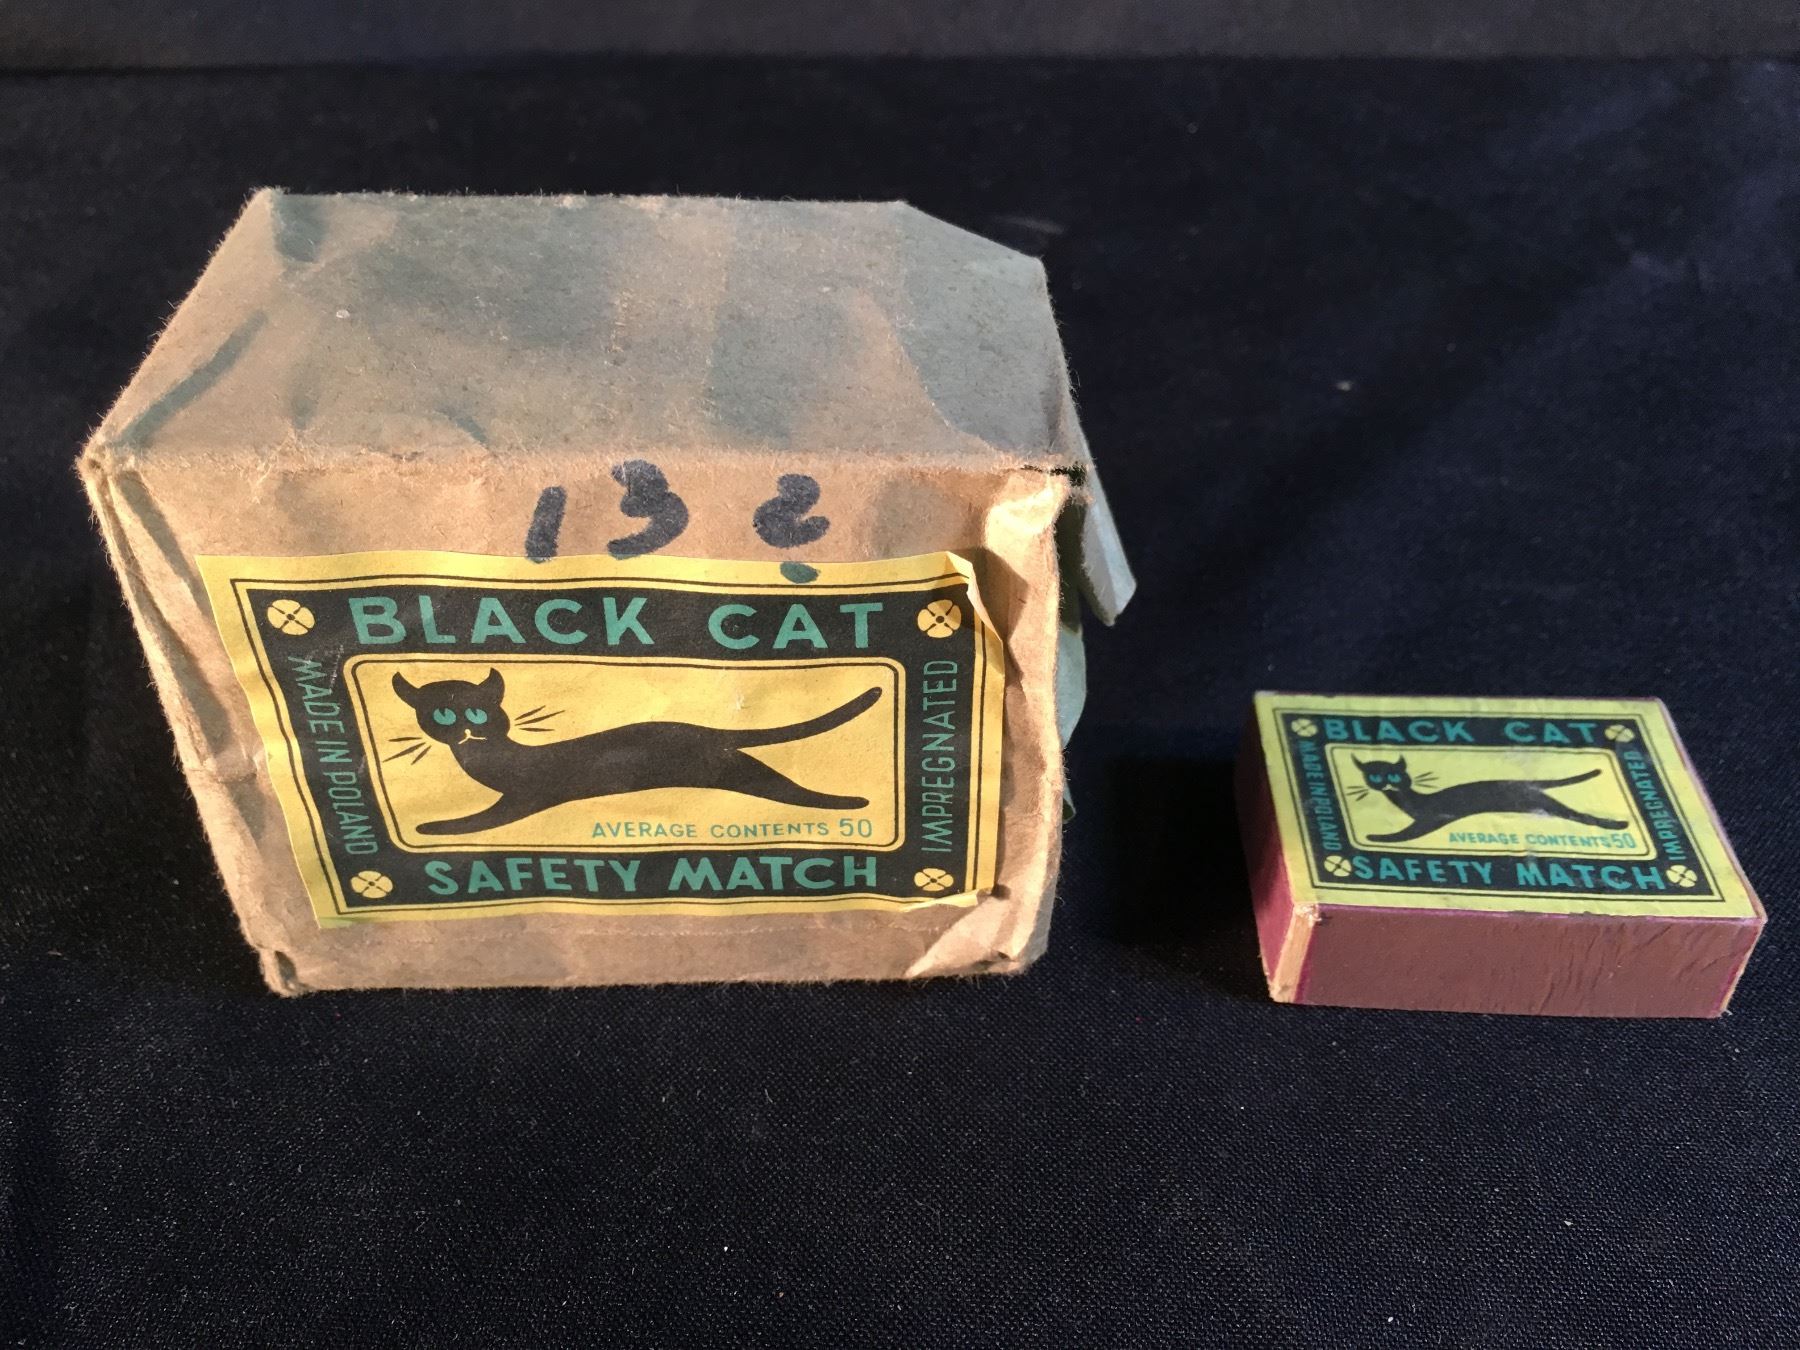 13 2
BLACK CAT
MADE IN POLAND
IMPREGNATED
AVERAGE CONTENTS 50
SAFETY MATCH
BLACK CAT
MADE IN POLAND
IMPREGNATED
AVERAGE CONTENTS 50
SAFETY MATCH